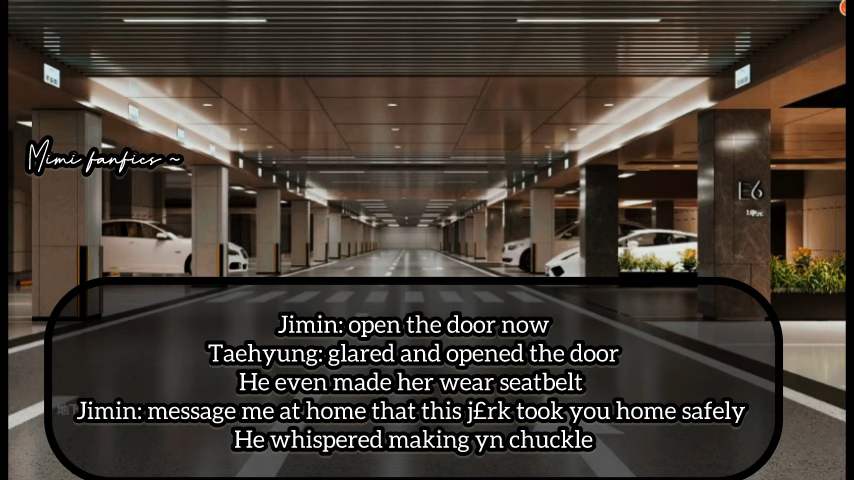 Mimi fanfics ~
E6
Jimin: open the door now
Taehyung: glared and opened the door
He even made her wear seatbelt
Jimin: message me at home that this j£rk took you home safely
He whispered making yn chuckle